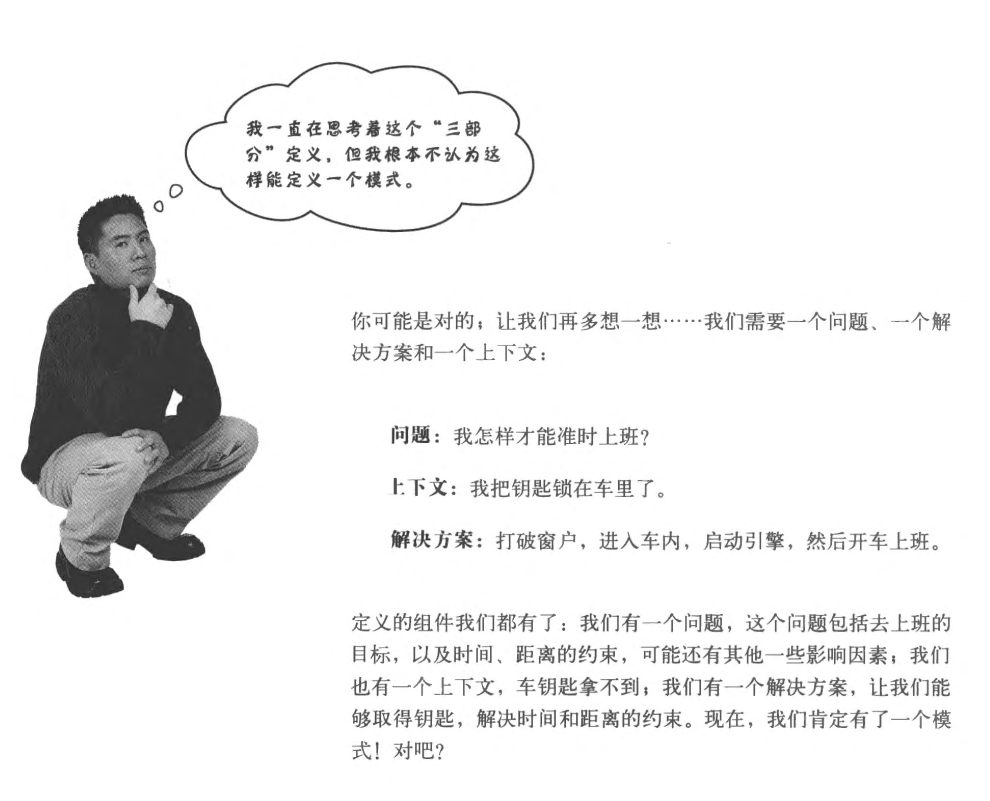 我一直在思考着这个“三部
分”定义，但我根本不认为这
样能定义一个模式。
你可能是对的；让我们再多想一想……我们需要一个问题、一个解
决方案和一个上下文：
问题：我怎样才能准时上班？
上下文：我把钥匙锁在车里了。
解决方案：打破窗户，进入车内，启动引擎，然后开车上班。
定义的组件我们都有了：我们有一个问题，这个问题包括去上班的
目标，以及时间、距离的约束，可能还有其他一些影响因素；我们
也有一个上下文，车钥匙拿不到；我们有一个解决方案，让我们能
够取得钥匙，解决时间和距离的约束。现在，我们肯定有了一个模
式！对吧？